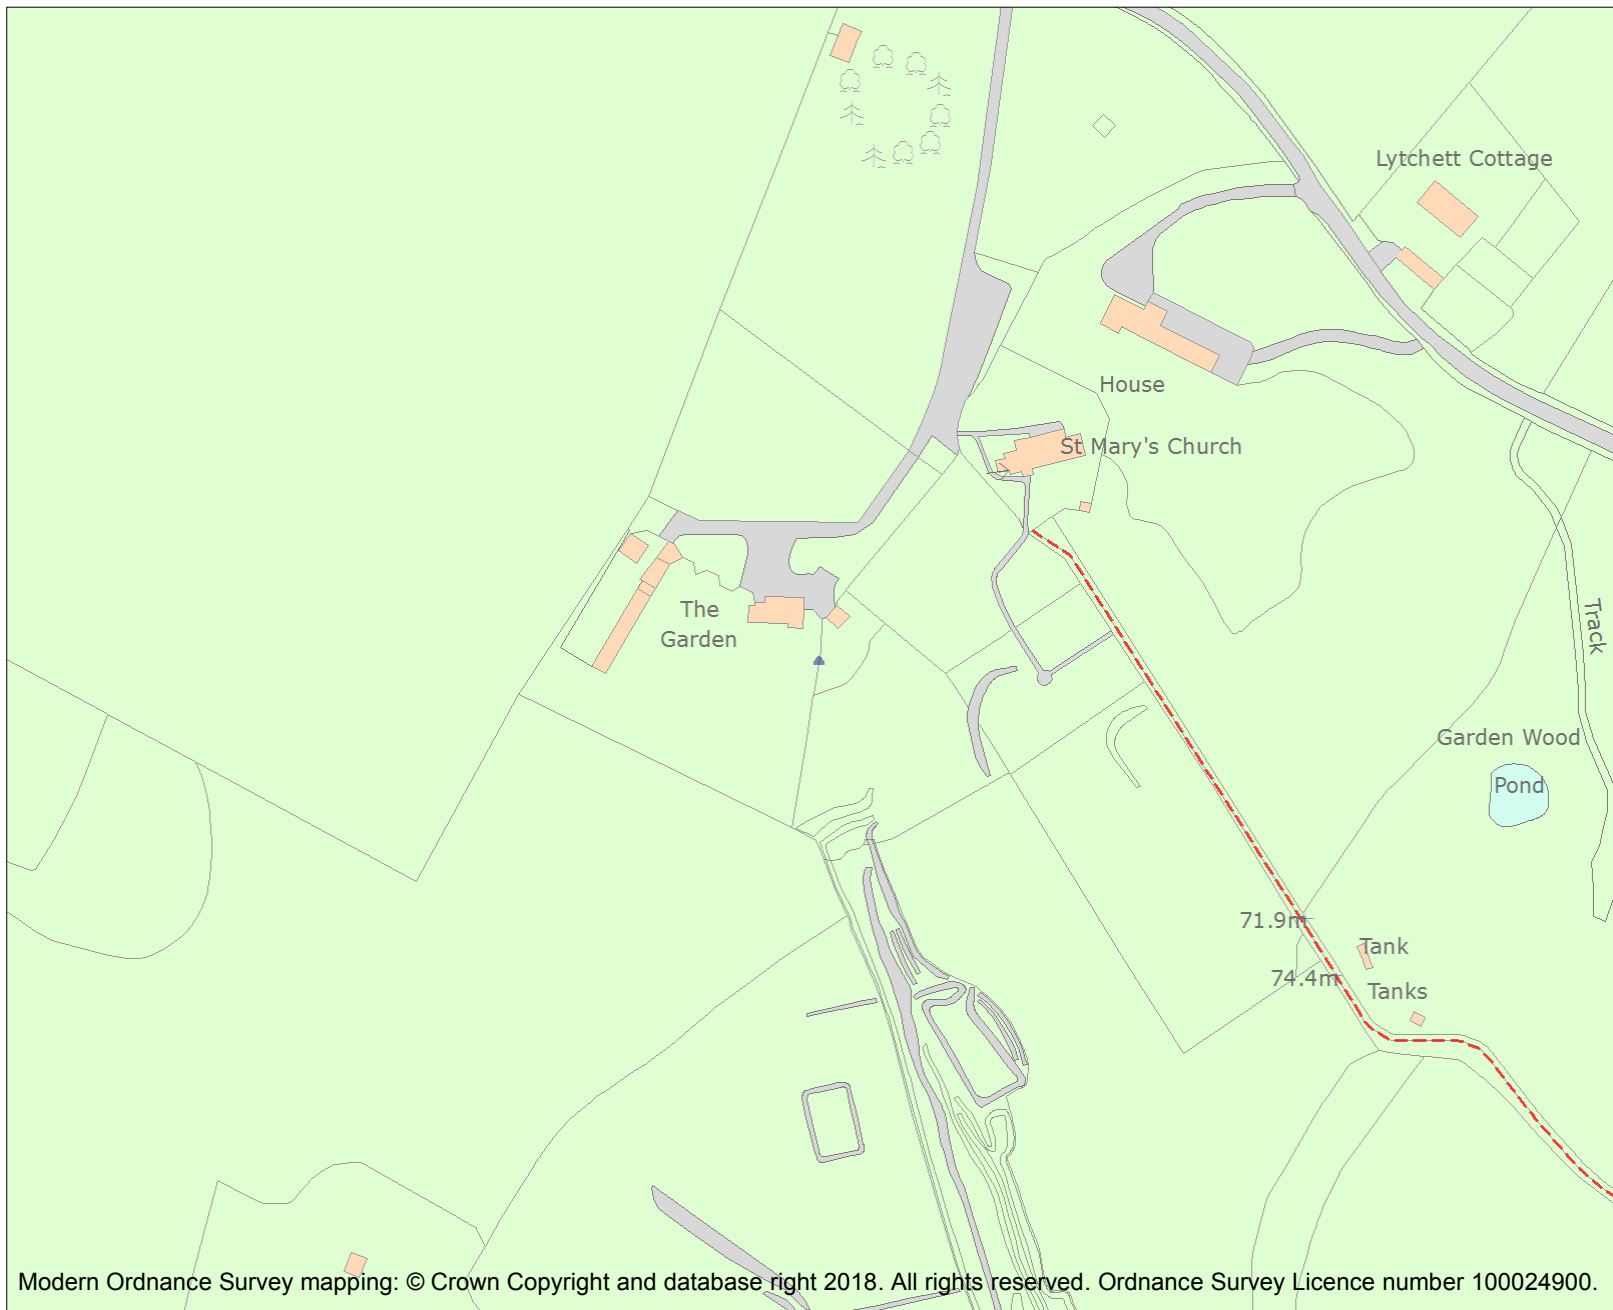 Lytchett Cottage
House
St Mary's Church
The
Garden
Track
Garden Wood
Pond
71.9m
Tank
74.4m
Tanks
Modern Ordnance Survey mapping: © Crown Copyright and database right 2018. All rights reserved. Ordnance Survey Licence number 100024900.